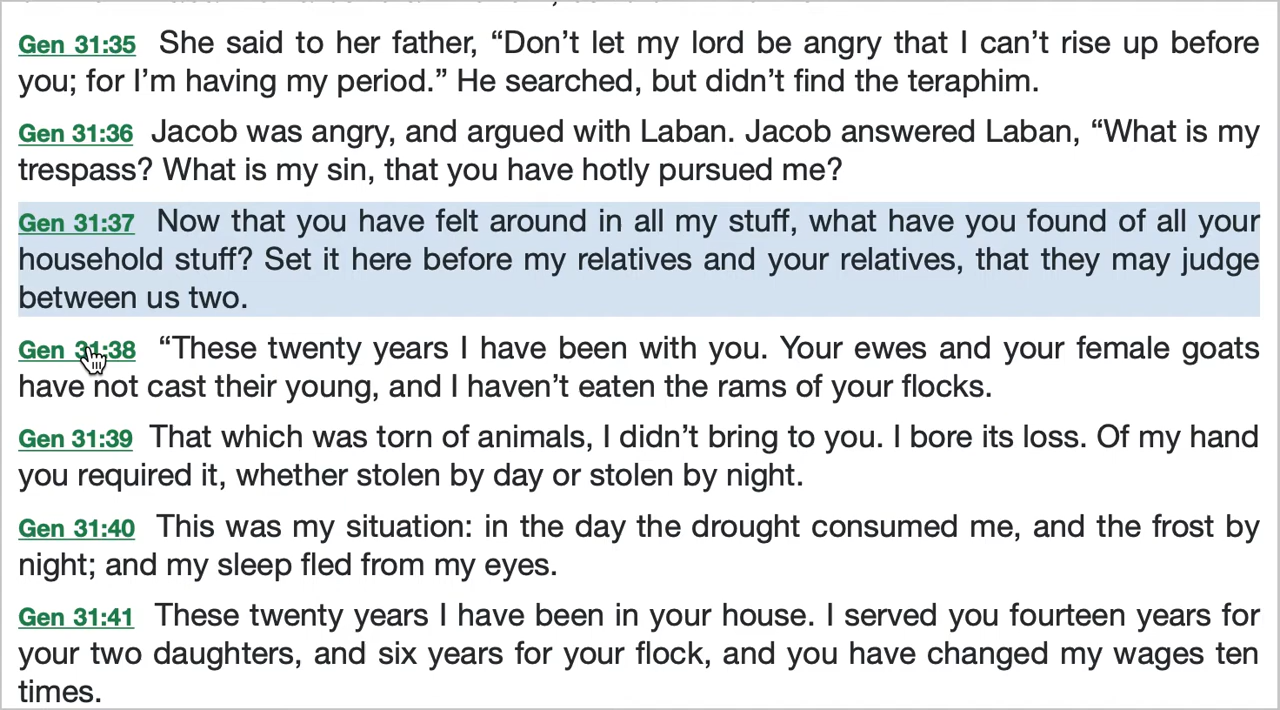 Gen 31:35 She said to her father, “Don’t let my lord be angry that I can’t rise up before
you; for I’m having my period.” He searched, but didn’t find the teraphim.
Gen 31:36 Jacob was angry, and argued with Laban. Jacob answered Laban, “What is my
trespass? What is my sin, that you have hotly pursued me?
Gen 31:37 Now that you have felt around in all my stuff, what have you found of all your
household stuff? Set it here before my relatives and your relatives, that they may judge
between us two.
Gen 31:38 “These twenty years I have been with you. Your ewes and your female goats
have not cast their young, and I haven’t eaten the rams of your flocks.
Gen 31:39 That which was torn of animals, I didn’t bring to you. I bore its loss. Of my hand
you required it, whether stolen by day or stolen by night.
Gen 31:40 This was my situation: in the day the drought consumed me, and the frost by
night; and my sleep fled from my eyes.
Gen 31:41 These twenty years I have been in your house. I served you fourteen years for
your two daughters, and six years for your flock, and you have changed my wages ten
times.